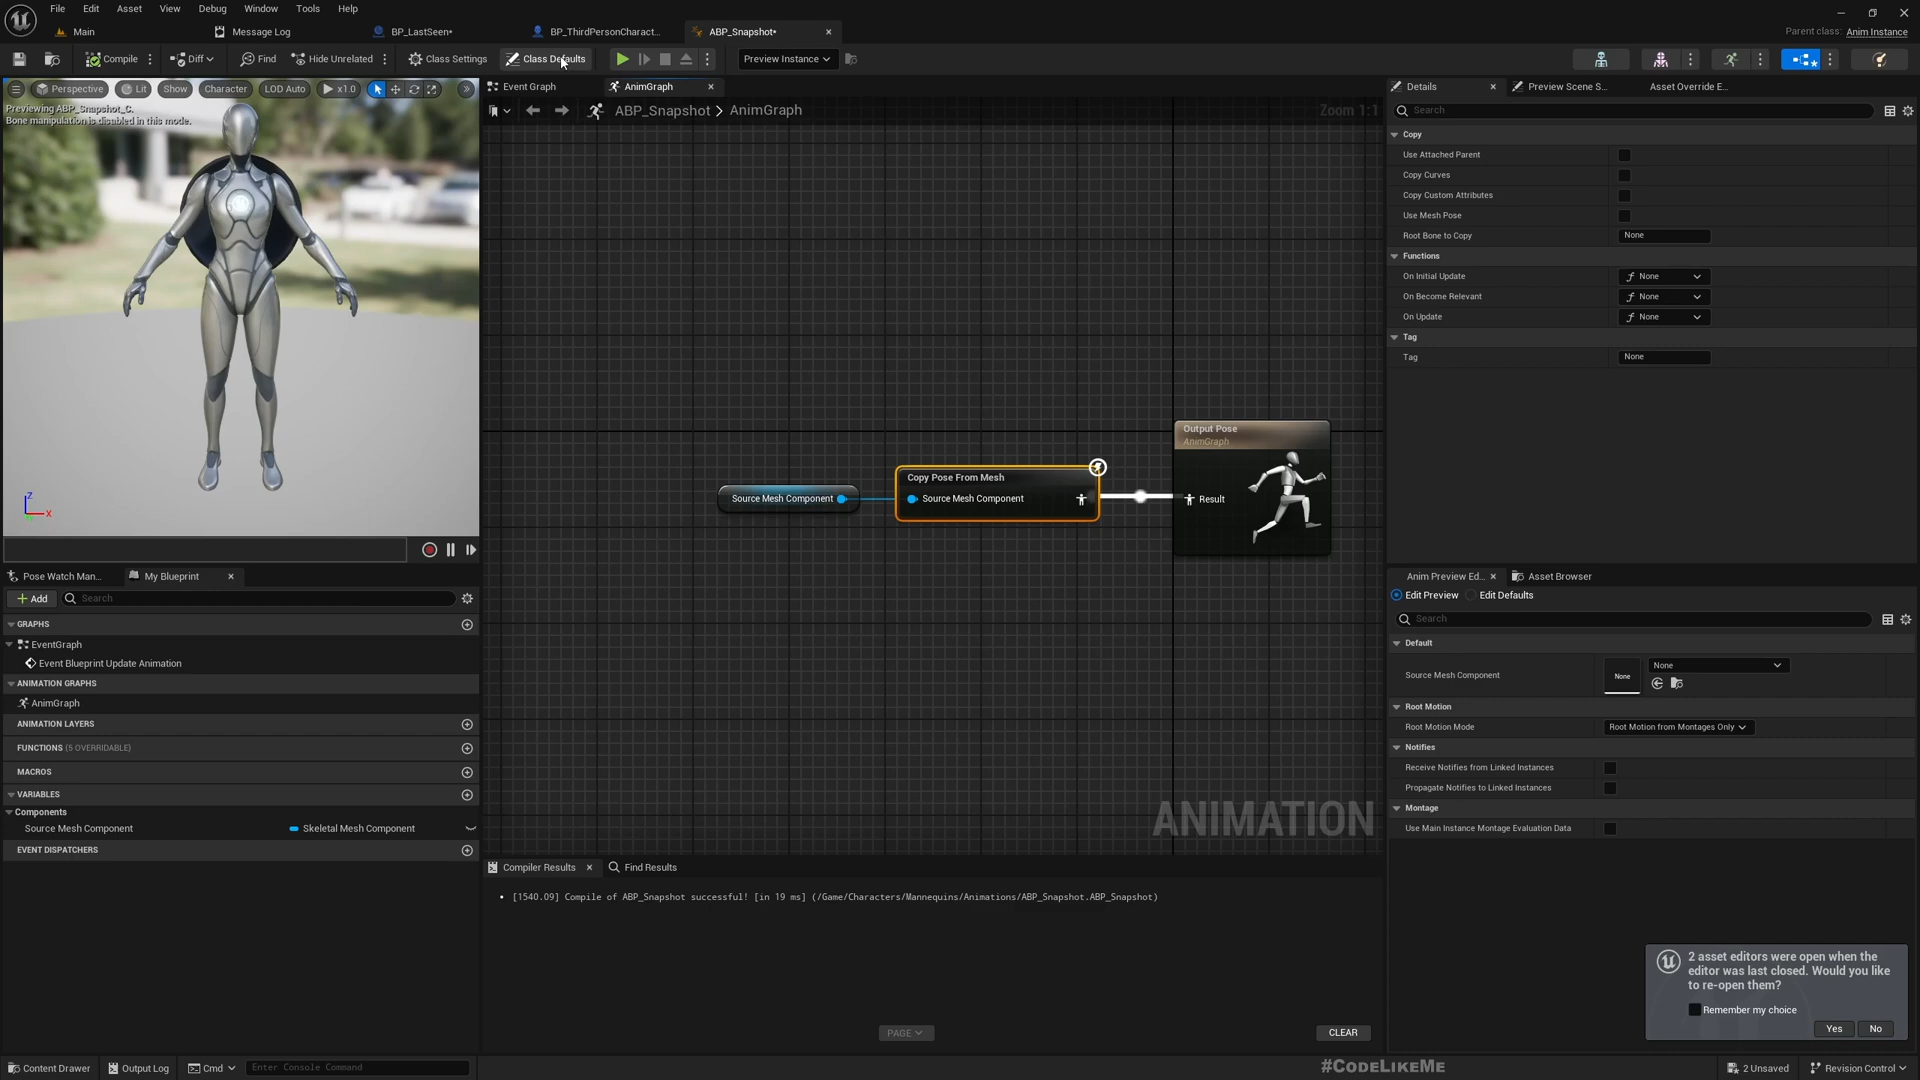 File Edit Asset View Debug Window Tools Help
Parent class: Anim Instance
Main Message Log BP_LastSeen* BP_ThirdPersonCharact... ABP_Snapshot*
Compile Diff Find Hide Unrelated Class Settings Class Defaults Preview Instance
Perspective Lit Show Character LOD Auto x1.0
Previewing ABP_Snapshot_C.
Bone manipulation is disabled in this mode.
Z
X
Event Graph AnimGraph
ABP_Snapshot > AnimGraph Zoom 1:1
Source Mesh Component
Copy Pose From Mesh
Source Mesh Component
Output Pose
AnimGraph
Result
ANIMATION
Pose Watch Man... My Blueprint
Add Search
GRAPHS
EventGraph
Event Blueprint Update Animation
ANIMATION GRAPHS
AnimGraph
ANIMATION LAYERS
FUNCTIONS (5 OVERRIDABLE)
MACROS
VARIABLES
Components
Source Mesh Component Skeletal Mesh Component
EVENT DISPATCHERS
Compiler Results Find Results
[1540.09] Compile of ABP_Snapshot successful! [in 19 ms] (/Game/Characters/Mannequins/Animations/ABP_Snapshot.ABP_Snapshot)
PAGE CLEAR
Details Preview Scene S... Asset Override E...
Search
Copy
Use Attached Parent
Copy Curves
Copy Custom Attributes
Use Mesh Pose
Root Bone to Copy None
Functions
On Initial Update None
On Become Relevant None
On Update None
Tag
Tag None
Anim Preview Ed... Asset Browser
Edit Preview Edit Defaults
Search
Default
Source Mesh Component None None
Root Motion
Root Motion Mode Root Motion from Montages Only
Notifies
Receive Notifies from Linked Instances
Propagate Notifies to Linked Instances
Montage
Use Main Instance Montage Evaluation Data
2 asset editors were open when the
editor was last closed. Would you like
to re-open them?
Remember my choice
Yes No
Content Drawer Output Log Cmd Enter Console Command #CodeLikeMe 2 Unsaved Revision Control